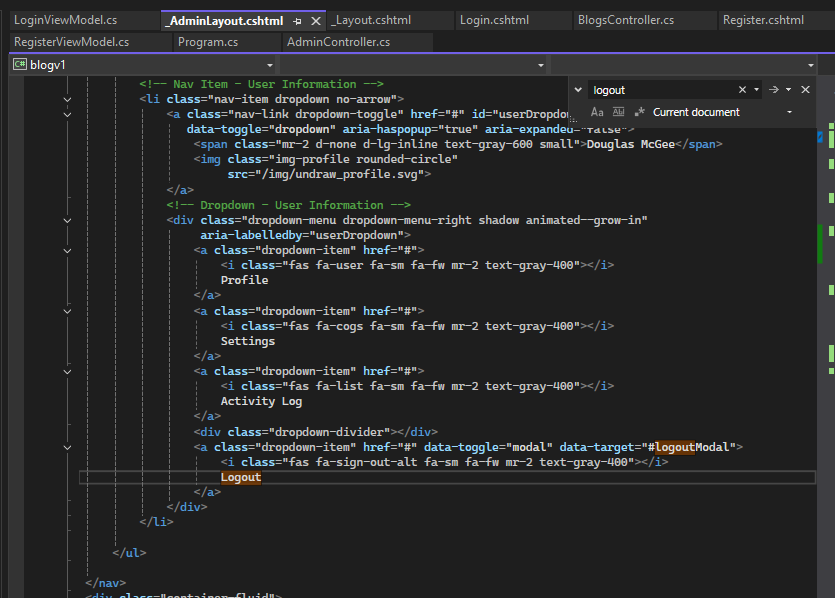 LoginViewModel.cs
_AdminLayout.cshtml
_Layout.cshtml
Login.cshtml
BlogsController.cs
Register.cshtml
RegisterViewModel.cs
Program.cs
AdminController.cs
C# blogv1
logout
Aa Ab Current document
<!-- Nav Item - User Information -->
<li class="nav-item dropdown no-arrow">
<a class="nav-link dropdown-toggle" href="#" id="userDropdow
data-toggle="dropdown" aria-haspopup="true" aria-expanded="false">
<span class="mr-2 d-none d-lg-inline text-gray-600 small">Douglas McGee</span>
<img class="img-profile rounded-circle"
src="/img/undraw_profile.svg">
</a>
<!-- Dropdown - User Information -->
<div class="dropdown-menu dropdown-menu-right shadow animated--grow-in"
aria-labelledby="userDropdown">
<a class="dropdown-item" href="#">
<i class="fas fa-user fa-sm fa-fw mr-2 text-gray-400"></i>
Profile
</a>
<a class="dropdown-item" href="#">
<i class="fas fa-cogs fa-sm fa-fw mr-2 text-gray-400"></i>
Settings
</a>
<a class="dropdown-item" href="#">
<i class="fas fa-list fa-sm fa-fw mr-2 text-gray-400"></i>
Activity Log
</a>
<div class="dropdown-divider"></div>
<a class="dropdown-item" href="#" data-toggle="modal" data-target="#logoutModal">
<i class="fas fa-sign-out-alt fa-sm fa-fw mr-2 text-gray-400"></i>
Logout
</a>
</div>
</li>
</ul>
</nav>
<div class="container-fluid">